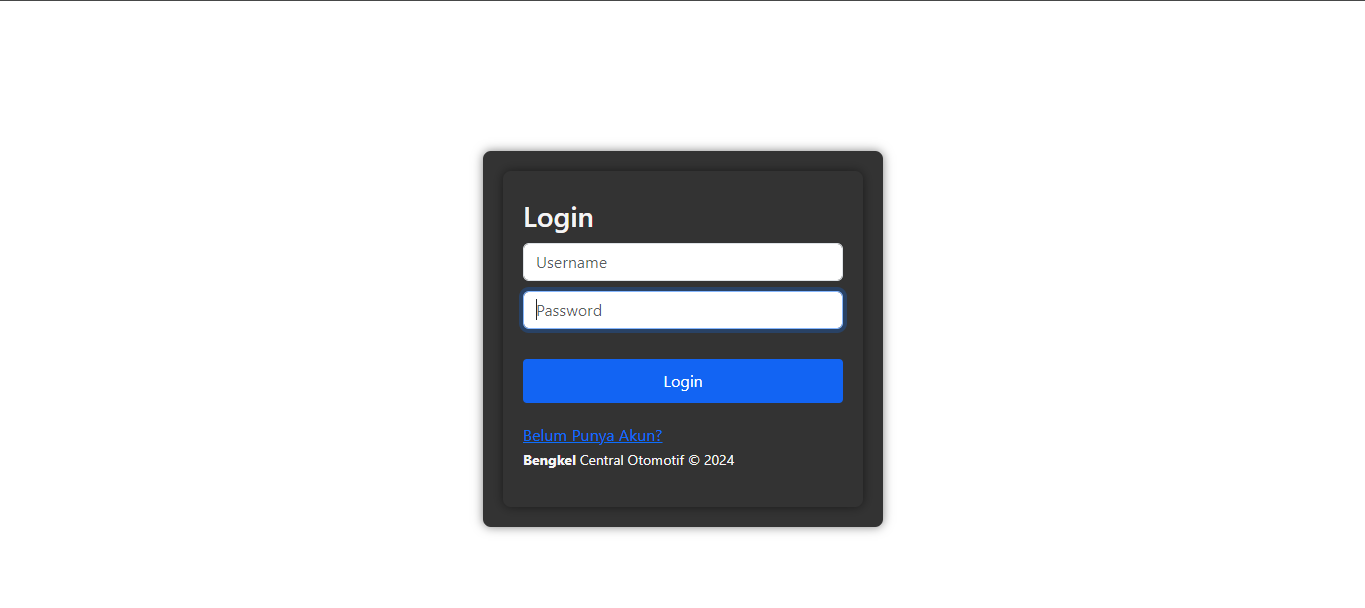 Login
Username
Password
Login
Belum Punya Akun?
Bengkel Central Otomotif © 2024